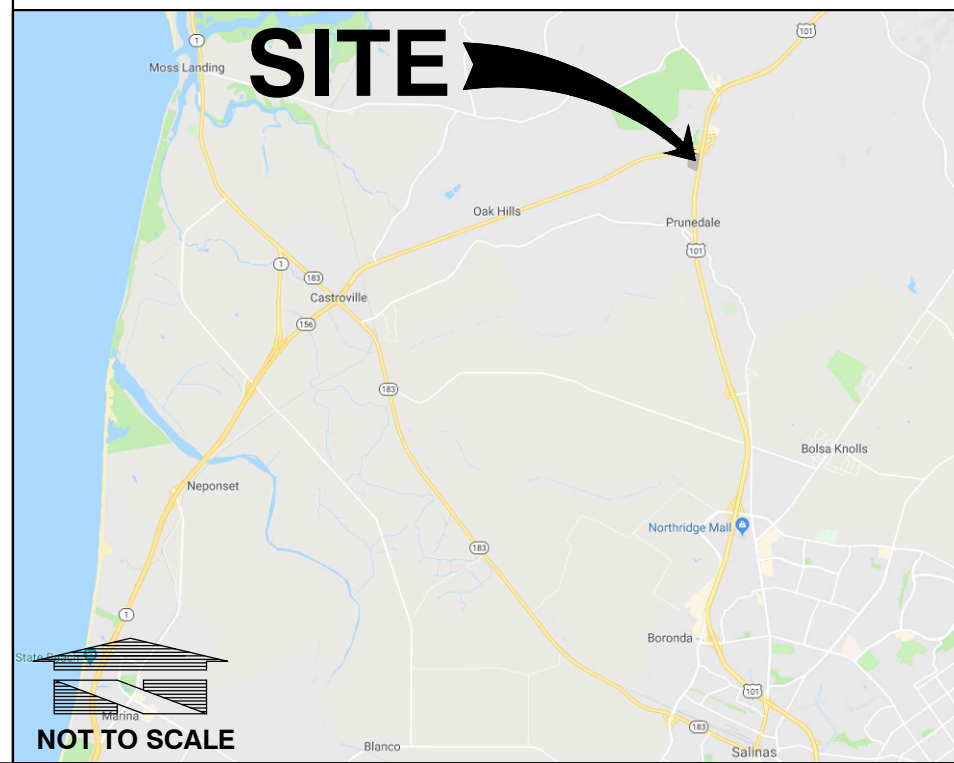 101
1
Moss Landing
SITE
Oak Hills
Prunedale
101
1
183
Castroville
156
183
Bolsa Knolls
Neponset
Northridge Mall
183
1
Boronda
State Beach
101
Marina
183
NOT TO SCALE
Blanco
Salinas